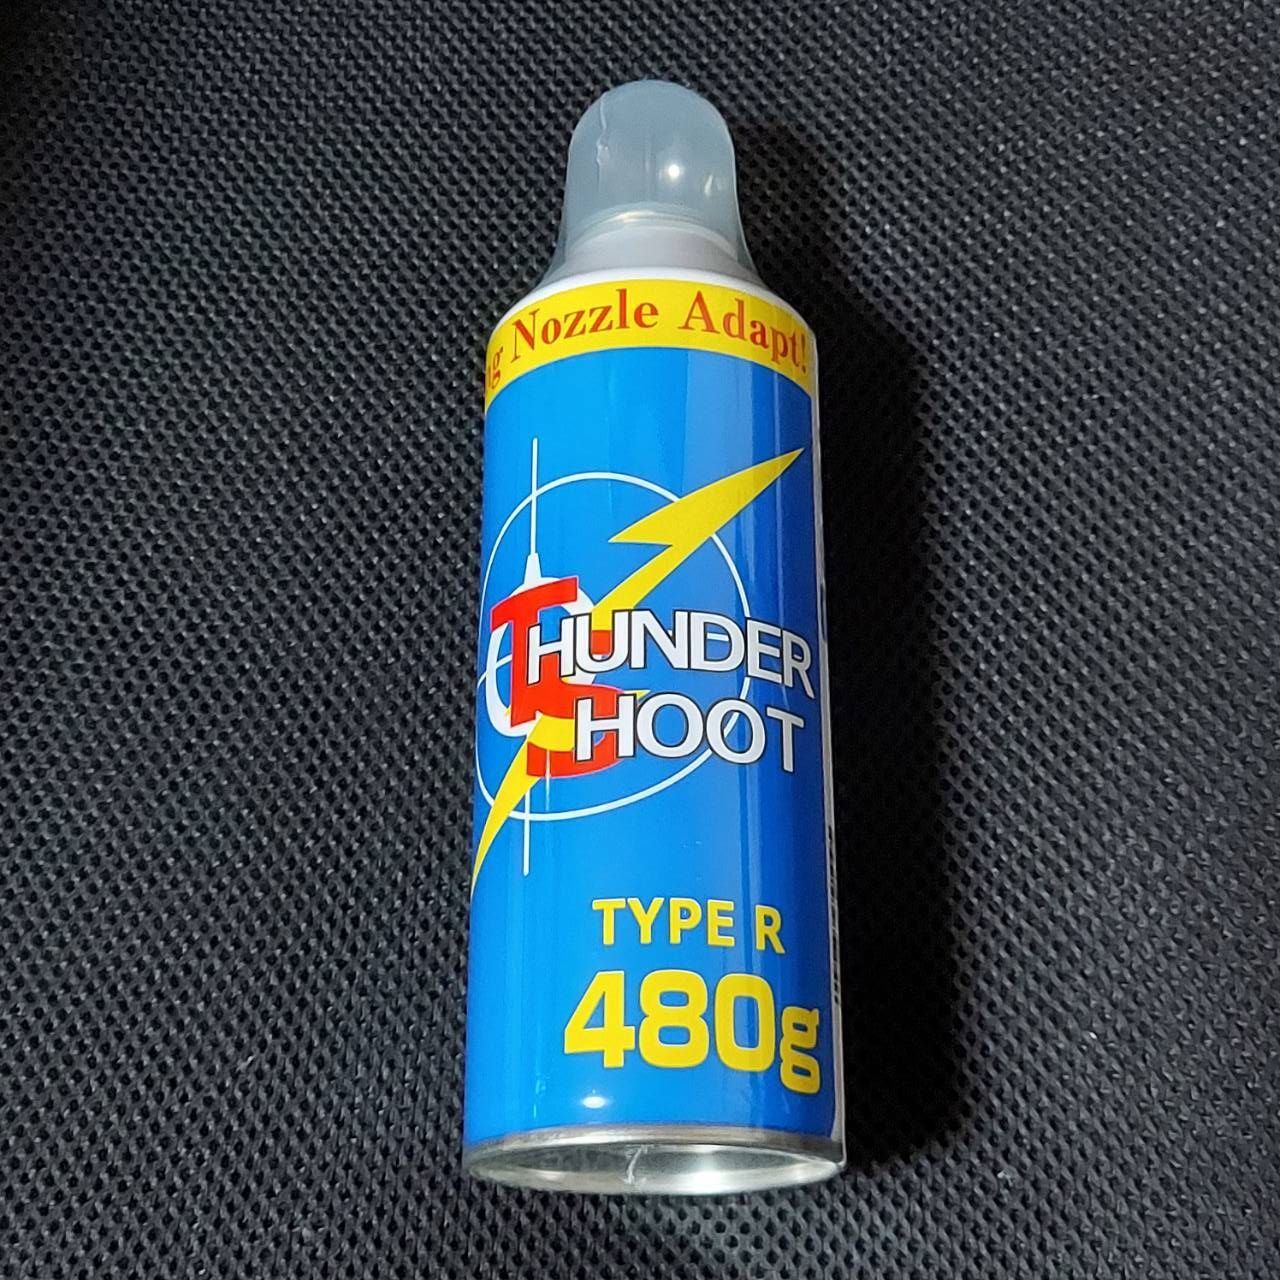 Nozzle Adapt!
THUNDER
SHOOT
TYPE R
480g